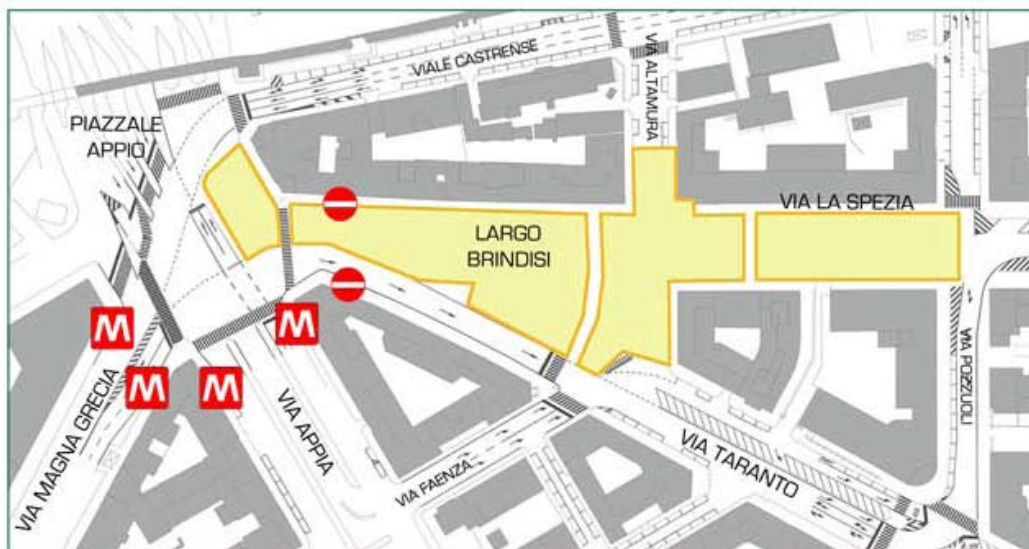 VIALE CASTRENSE
VIA ALTAMURA
PIAZZALE
APPIO
VIA LA SPEZIA
LARGO
BRINDISI
M
M
M
M
VIA MAGNA GRECIA
VIA APPIA
VIA FAENZA
VIA TARANTO
VIA POZZUOLI